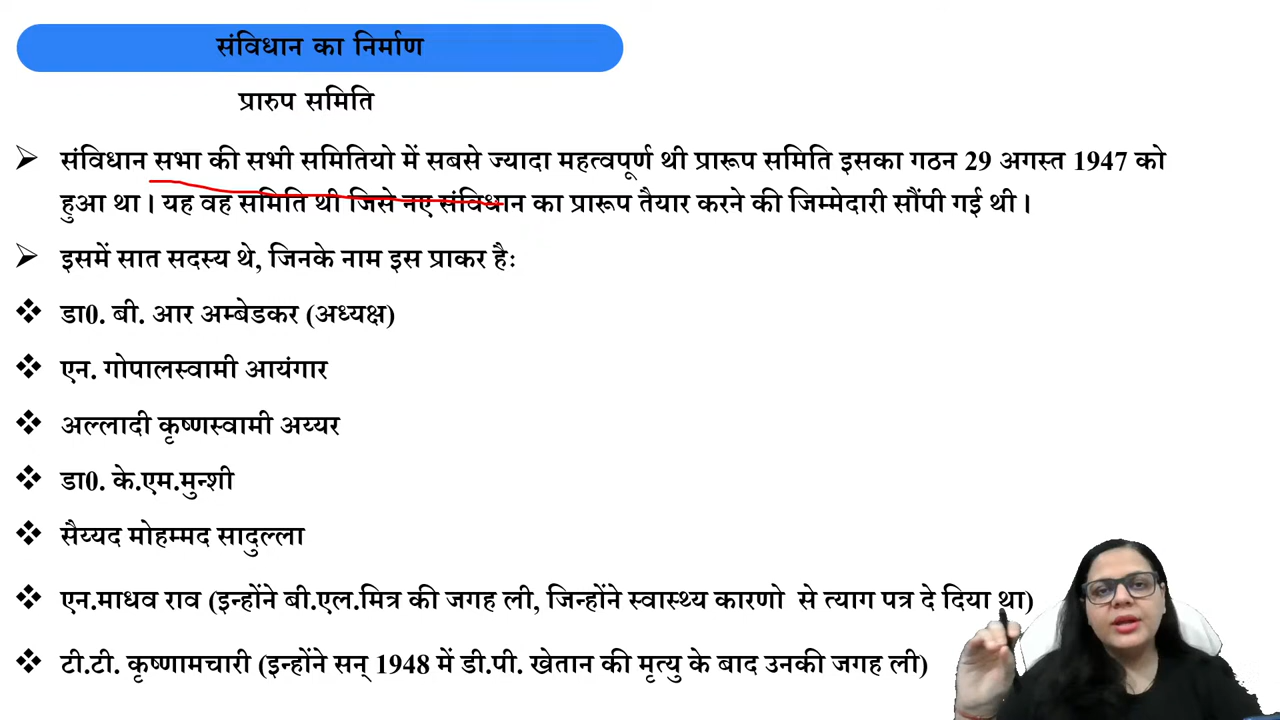 संविधान का निर्माण
प्रारुप समिति
संविधान सभा की सभी समितियो में सबसे ज्यादा महत्वपूर्ण थी प्रारूप समिति इसका गठन 29 अगस्त 1947 को
हुआ था। यह वह समिति थी जिसे नए संविधान का प्रारूप तैयार करने की जिम्मेदारी सौंपी गई थी।
इसमें सात सदस्य थे, जिनके नाम इस प्राकर हैः
डा0. बी. आर अम्बेडकर (अध्यक्ष)
एन. गोपालस्वामी आयंगार
अल्लादी कृष्णस्वामी अय्यर
डा0. के.एम.मुन्शी
सैय्यद मोहम्मद सादुल्ला
एन.माधव राव (इन्होंने बी.एल.मित्र की जगह ली, जिन्होंने स्वास्थ्य कारणो से त्याग पत्र दे दिया था)
टी.टी. कृष्णामचारी (इन्होंने सन् 1948 में डी.पी. खेतान की मृत्यु के बाद उनकी जगह ली)